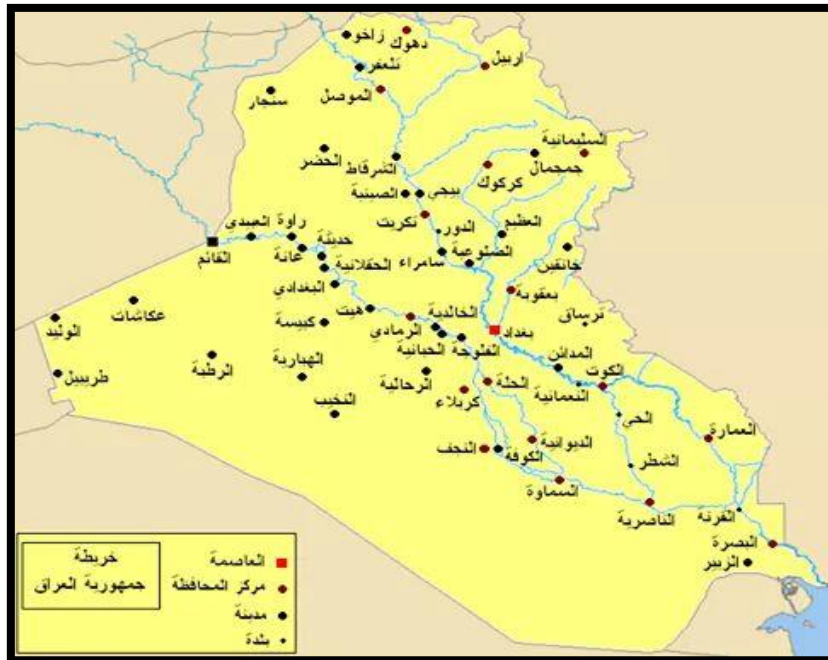 زاخو
دهوك
تلعفر
اربيل
سنجار
الموصل
السليمانية
الحضر
الشرقاط
جمجمال
كركوك
بيجي
الصينية
تكريت
العظيم
الدور
العبيدي
راوة
حديثة
الضلوعية
سامراء
عانة
القائم
الحقلانية
خانقين
البغدادي
بعقوبة
عكاشات
الخالدية
هيت
ترساق
الوليد
كبيسة
الرمادي
بغداد
الحبانية
الفلوجة
المدائن
الرطبة
الهبارية
الكوت
طريبيل
الرحالية
الحلة
النعمانية
النخيب
كربلاء
الحي
العمارة
الديوانية
النجف
الكوفة
الشطر
السماوة
الناصرية
القرنة
البصرة
الزبير
خريطة
جمهورية العراق
العاصمة
مركز المحافظة
مدينة
بلدة